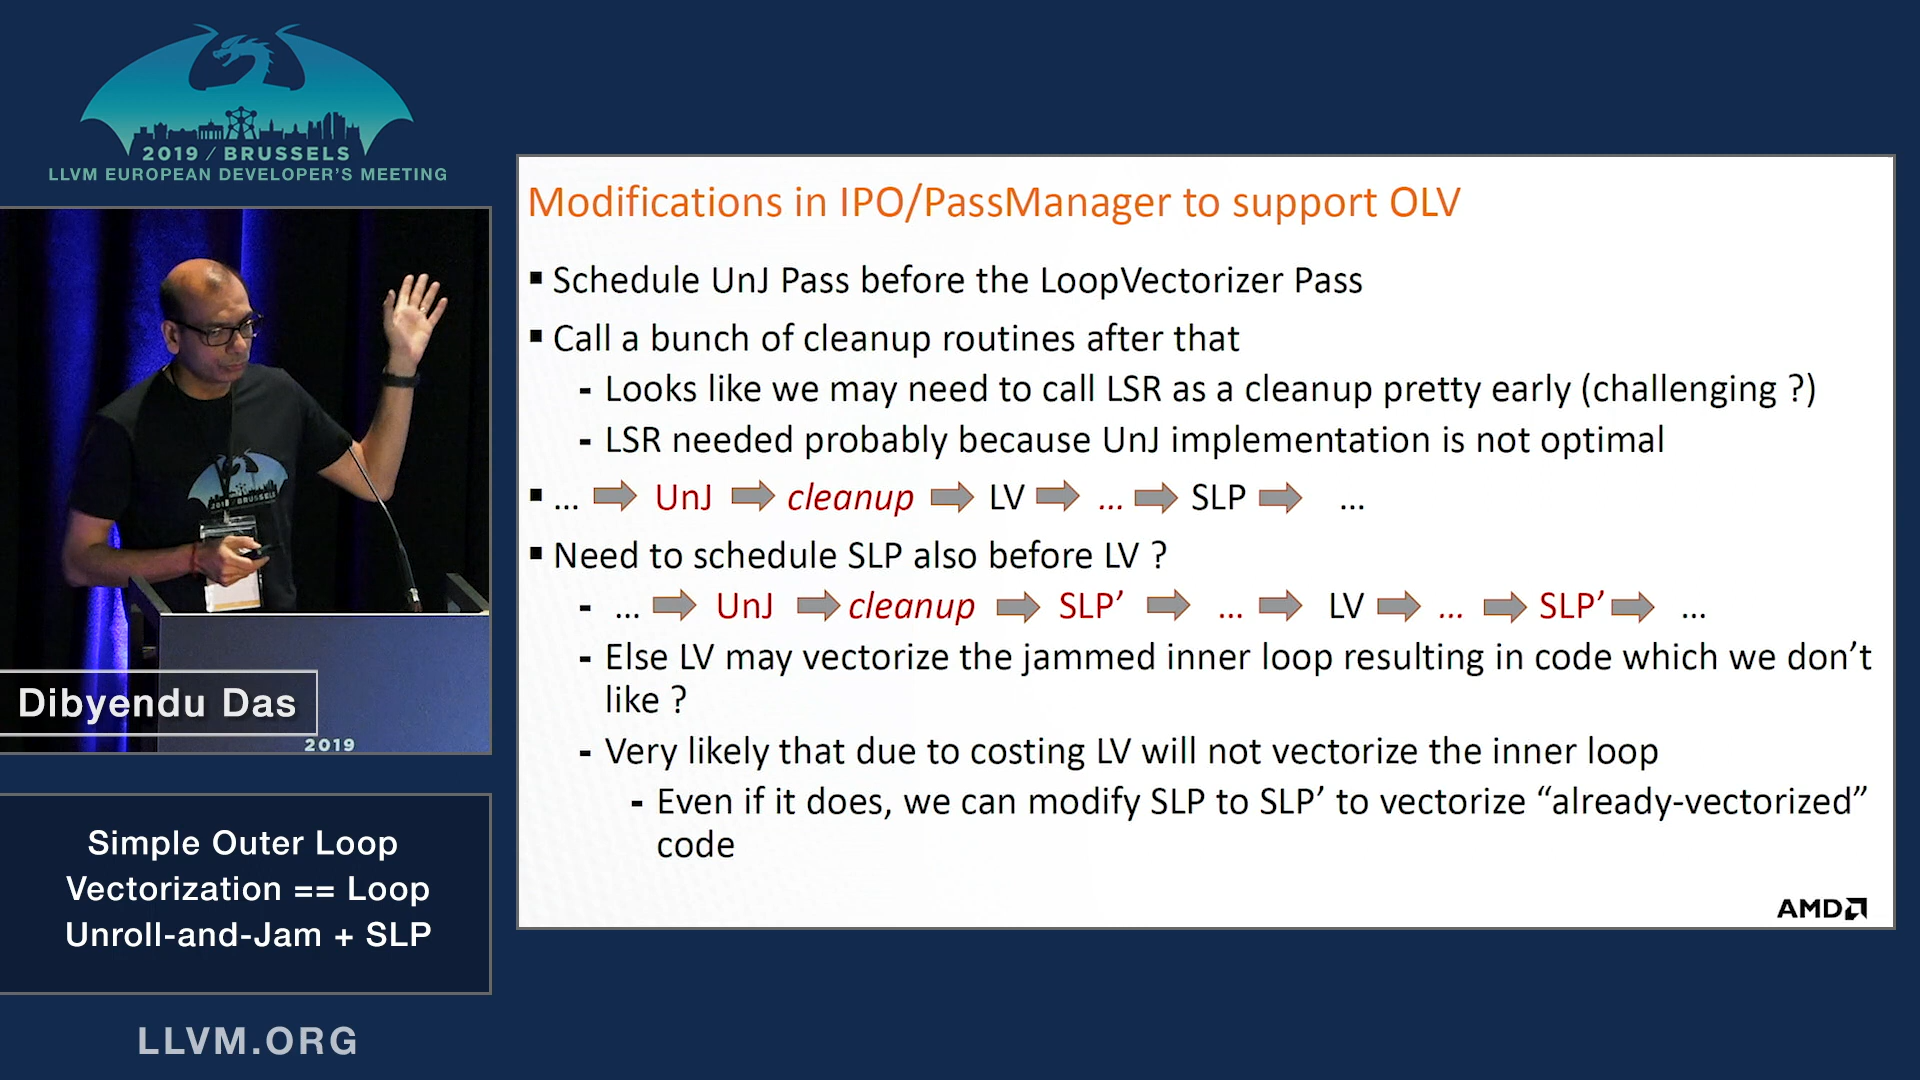 2019 / BRUSSELS
LLVM EUROPEAN DEVELOPER'S MEETING
Modifications in IPO/PassManager to support OLV
▪ Schedule UnJ Pass before the LoopVectorizer Pass
▪ Call a bunch of cleanup routines after that
- Looks like we may need to call LSR as a cleanup pretty early (challenging ?)
- LSR needed probably because UnJ implementation is not optimal
▪ ... ➡ UnJ ➡ cleanup ➡ LV ➡ ... ➡ SLP ➡ ...
▪ Need to schedule SLP also before LV ?
- ... ➡ UnJ ➡ cleanup ➡ SLP’ ➡ ... ➡ LV ➡ ... ➡ SLP’ ➡ ...
- Else LV may vectorize the jammed inner loop resulting in code which we don’t
like ?
- Very likely that due to costing LV will not vectorize the inner loop
- Even if it does, we can modify SLP to SLP’ to vectorize “already-vectorized”
code
AMD
2019 / BRUSSELS
Dibyendu Das
2019
Simple Outer Loop
Vectorization == Loop
Unroll-and-Jam + SLP
LLVM.ORG